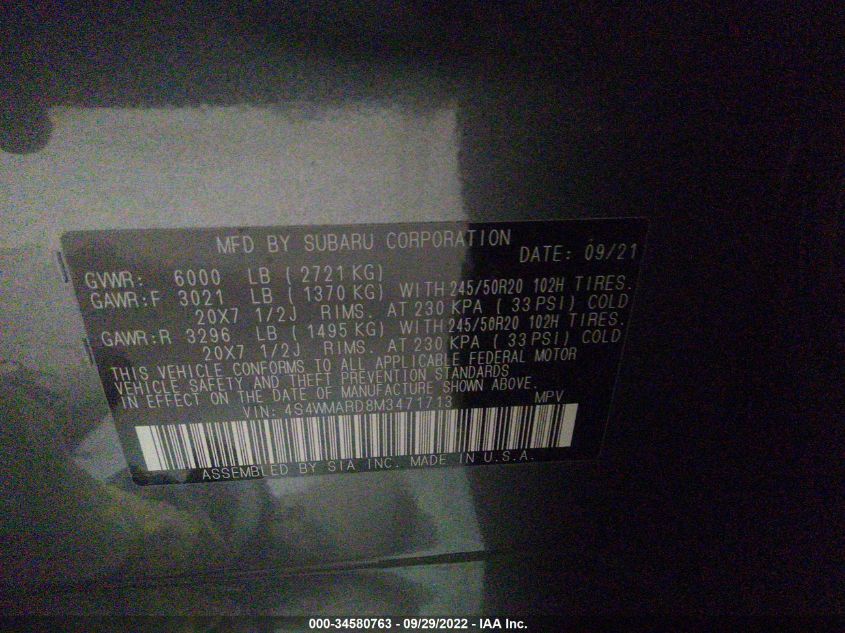 MFD BY SUBARU CORPORATION
DATE: 09/21
GVWR: 6000 LB ( 2721 KG)
GAWR:F 3021 LB ( 1370 KG) WITH 245/50R20 102H TIRES.
20X7 1/2J RIMS. AT 230 KPA ( 33 PSI) COLD
GAWR:R 3296 LB ( 1495 KG) WITH 245/50R20 102H TIRES.
20X7 1/2J RIMS. AT 230 KPA ( 33 PSI) COLD
THIS VEHICLE CONFORMS TO ALL APPLICABLE FEDERAL MOTOR
VEHICLE SAFETY AND THEFT PREVENTION STANDARDS
IN EFFECT ON THE DATE OF MANUFACTURE SHOWN ABOVE.
VIN: 4S4WMARD8M3471713 MPV
ASSEMBLED BY SIA INC. MADE IN U.S.A.
000-34580763 - 09/29/2022 - IAA Inc.